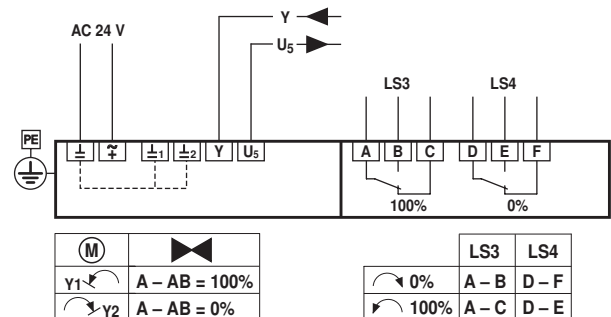 Y
AC 24 V
U5
LS3 LS4
PE
⊥ ~+ ⊥1 ⊥2 Y U5 A B C D E F
100% 0%
M
Y1 A – AB = 100%
Y2 A – AB = 0%
LS3 LS4
0% A – B D – F
100% A – C D – E